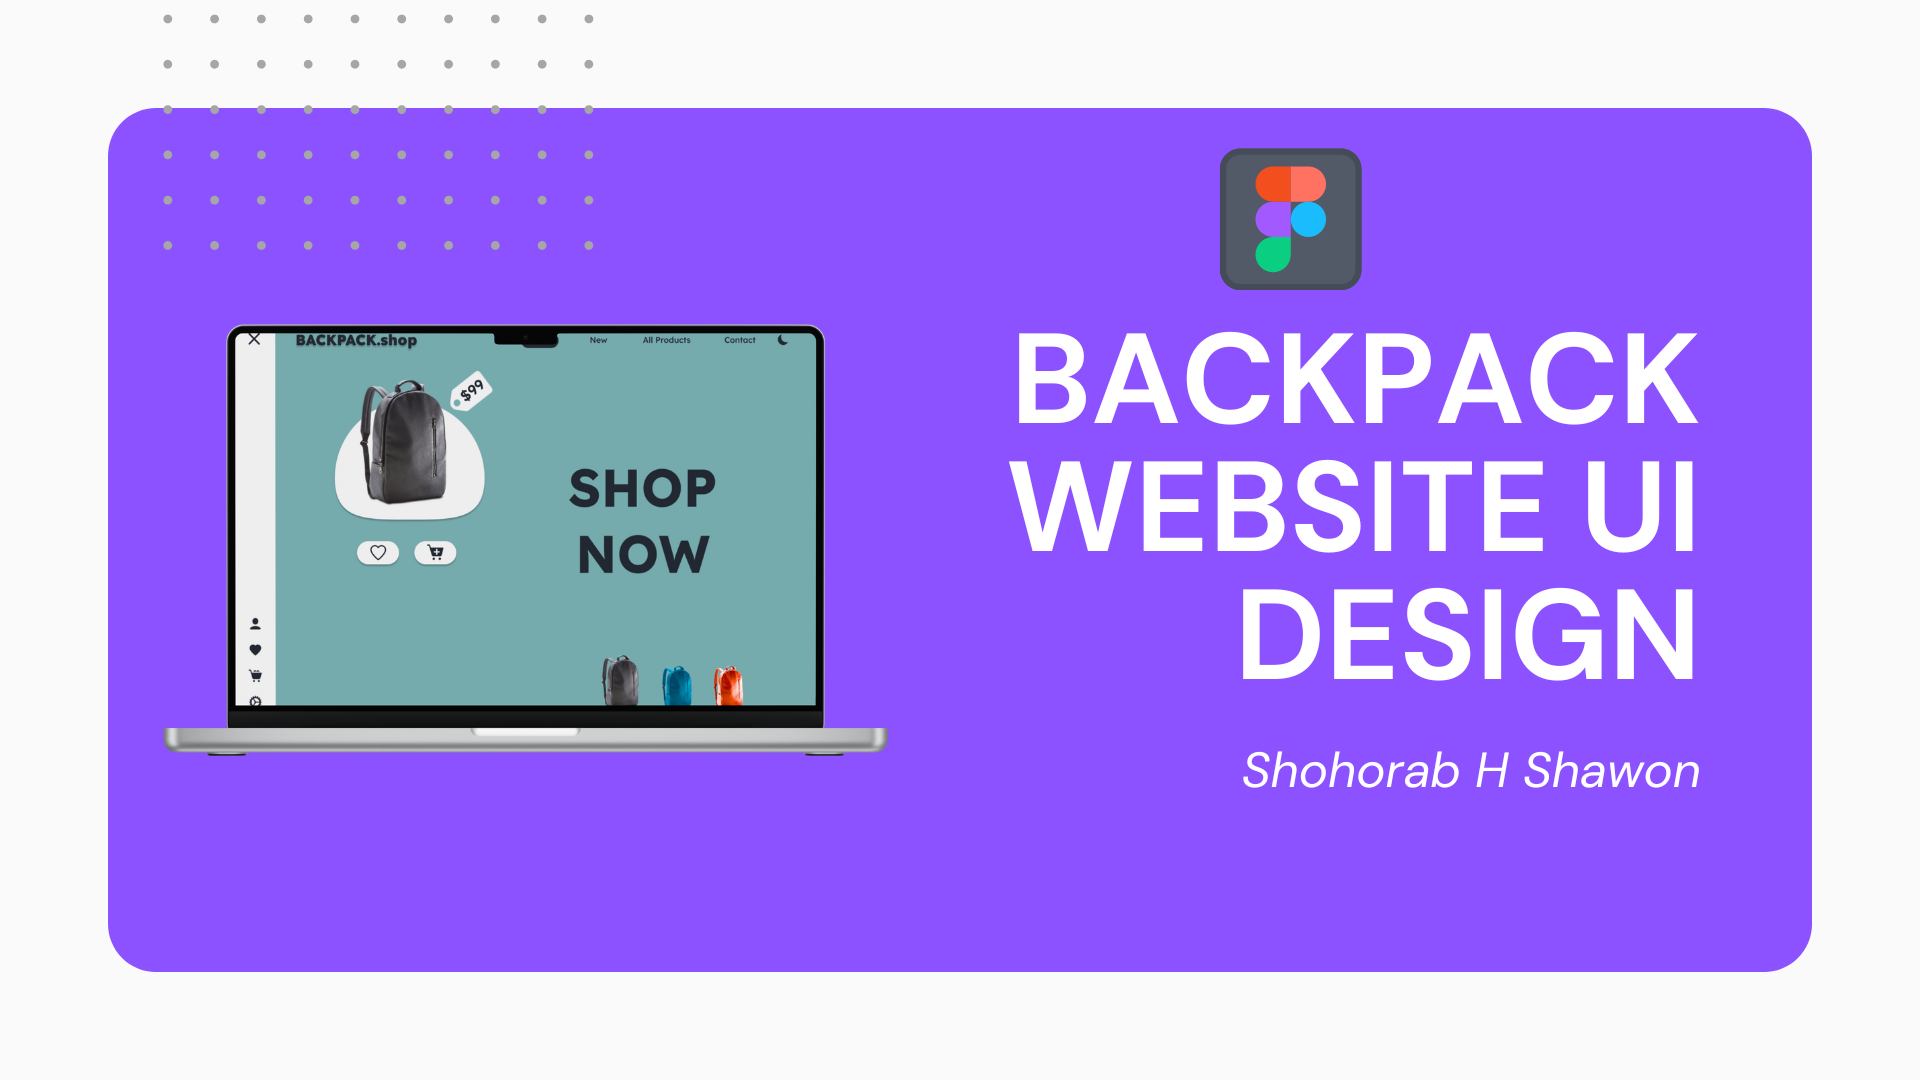 BACKPACK.shop
New
All Products
Contact
$99
SHOP
NOW
BACKPACK
WEBSITE UI
DESIGN
Shohorab H Shawon